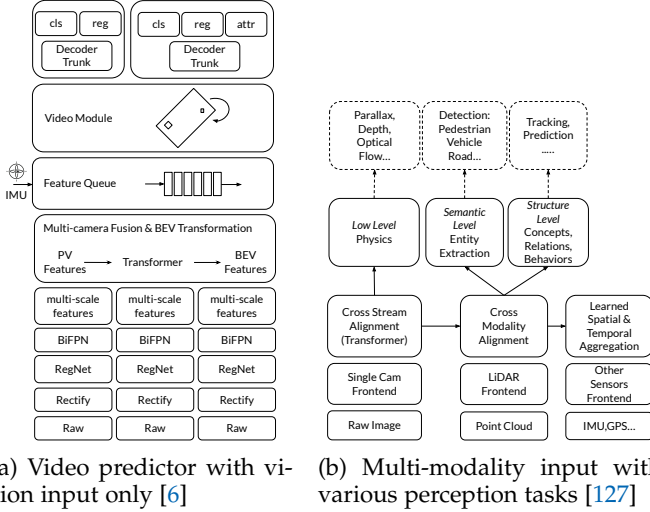 cls reg cls reg attr
Decoder Decoder
Trunk Trunk
Video Module
IMU
Feature Queue
Multi-camera Fusion & BEV Transformation
PV BEV
Transformer
Features Features
multi-scale multi-scale multi-scale
features features features
BiFPN BiFPN BiFPN
RegNet RegNet RegNet
Rectify Rectify Rectify
Raw Raw Raw
a) Video predictor with vi-
ion input only [6]
Parallax,
Depth,
Optical
Flow...
Detection:
Pedestrian
Vehicle
Road...
Tracking,
Prediction
.....
Low Level
Physics
Semantic
Level
Entity
Extraction
Structure
Level
Concepts,
Relations,
Behaviors
Cross Stream
Alignment
(Transformer)
Cross
Modality
Alignment
Learned
Spatial &
Temporal
Aggregation
Single Cam
Frontend
LiDAR
Frontend
Other
Sensors
Frontend
Raw Image
Point Cloud
IMU,GPS...
(b) Multi-modality input with
various perception tasks [127]